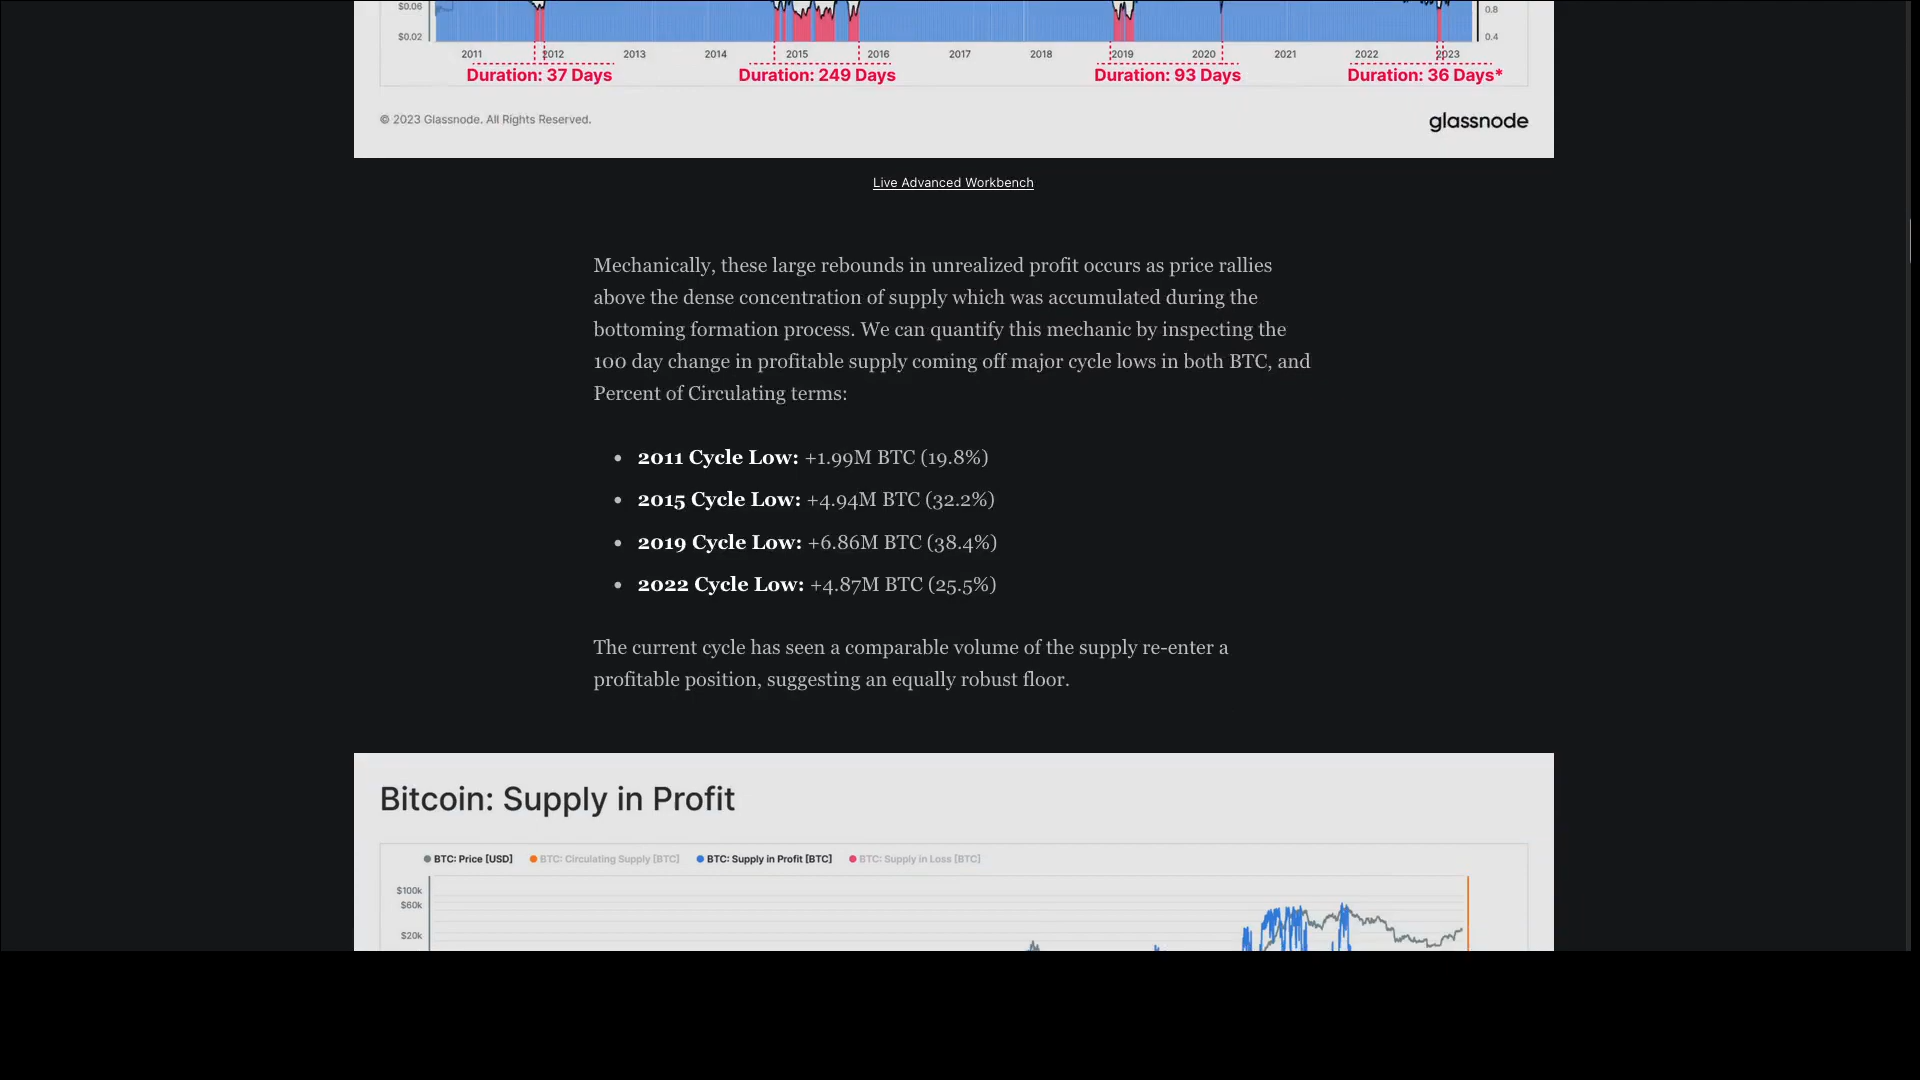 $0.06
0.8
$0.02
0.4
2011 2012 2013 2014 2015 2016 2017 2018 2019 2020 2021 2022 2023
Duration: 37 Days Duration: 249 Days Duration: 93 Days Duration: 36 Days*
© 2023 Glassnode. All Rights Reserved.
glassnode
Live Advanced Workbench
Mechanically, these large rebounds in unrealized profit occurs as price rallies
above the dense concentration of supply which was accumulated during the
bottoming formation process. We can quantify this mechanic by inspecting the
100 day change in profitable supply coming off major cycle lows in both BTC, and
Percent of Circulating terms:
• 2011 Cycle Low: +1.99M BTC (19.8%)
• 2015 Cycle Low: +4.94M BTC (32.2%)
• 2019 Cycle Low: +6.86M BTC (38.4%)
• 2022 Cycle Low: +4.87M BTC (25.5%)
The current cycle has seen a comparable volume of the supply re-enter a
profitable position, suggesting an equally robust floor.
Bitcoin: Supply in Profit
BTC: Price [USD] BTC: Circulating Supply [BTC] BTC: Supply in Profit [BTC] BTC: Supply in Loss [BTC]
$100k
$60k
$20k